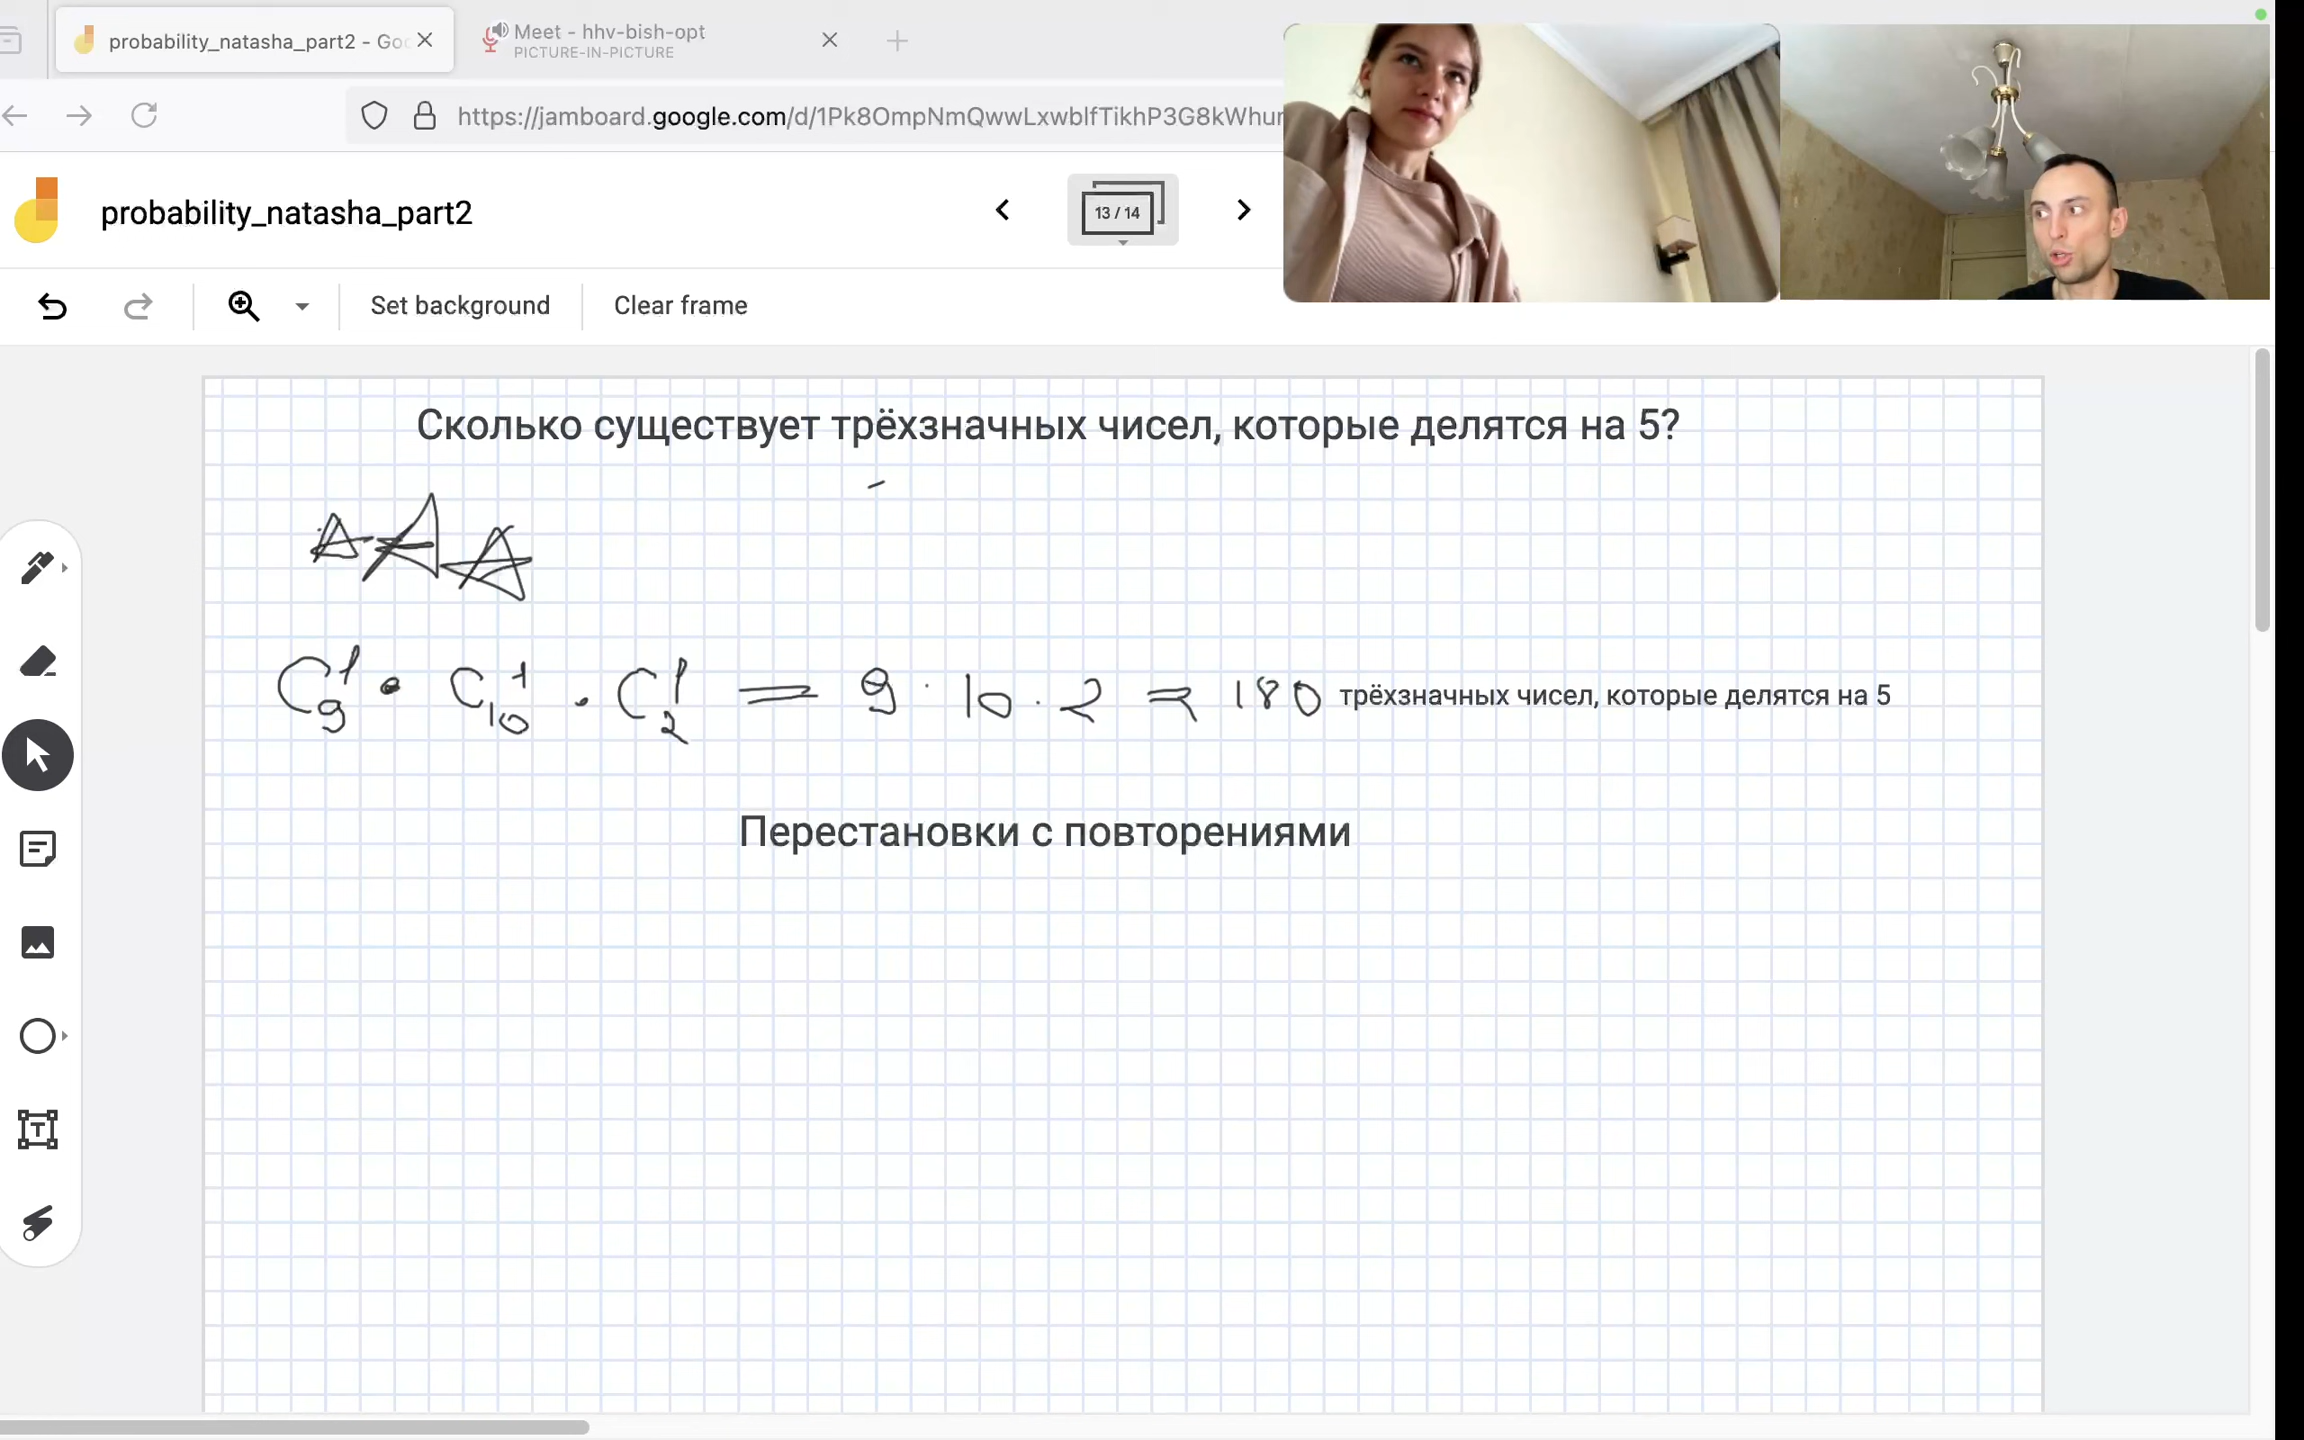 probability_natasha_part2 - Goo
Meet - hhv-bish-opt
PICTURE-IN-PICTURE
https://jamboard.google.com/d/1Pk8OmpNmQwwLxwblfTikhP3G8kWhur
probability_natasha_part2
13 / 14
Set background
Clear frame
Сколько существует трёхзначных чисел, которые делятся на 5?
A A A
C₉¹ · C₁₀¹ · C₂¹ = 9 · 10 · 2 = 180 трёхзначных чисел, которые делятся на 5
Перестановки с повторениями
T